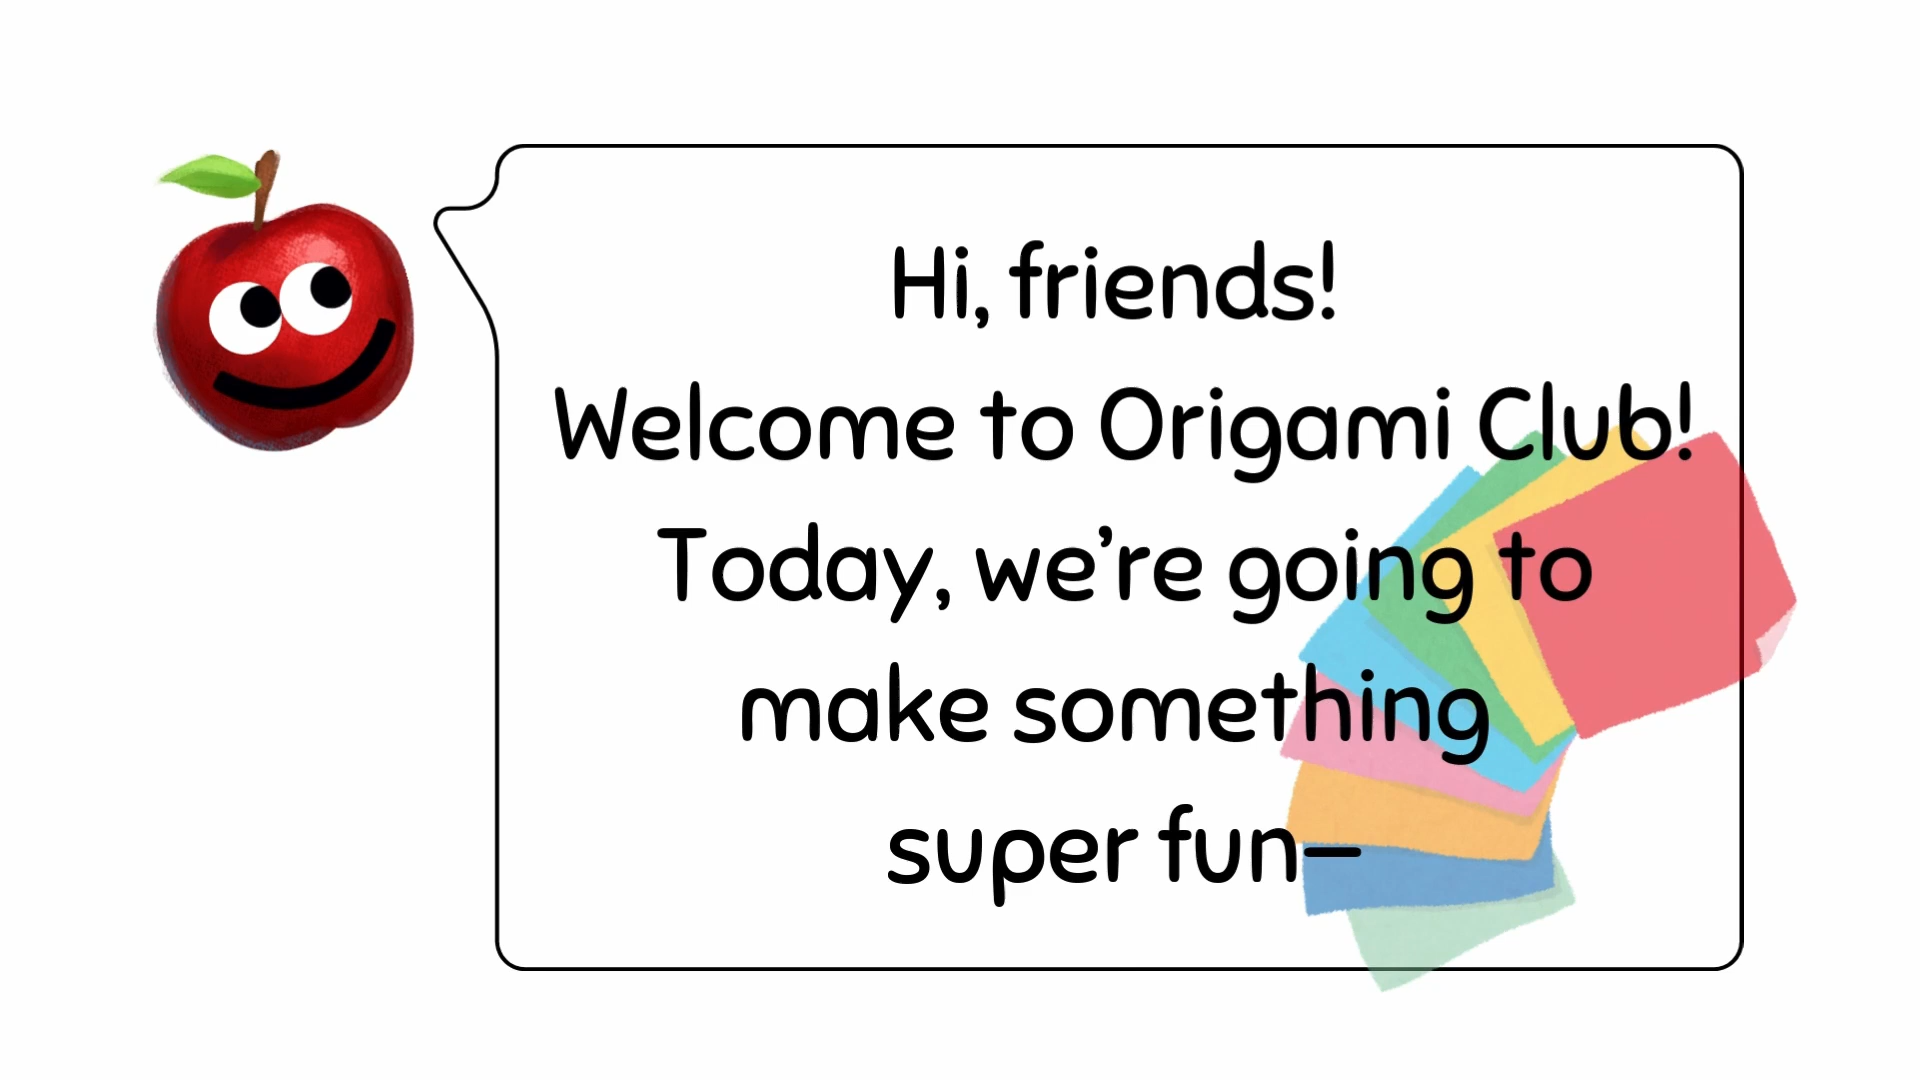 Hi, friends!
Welcome to Origami Club!
Today, we’re going to
make something
super fun—